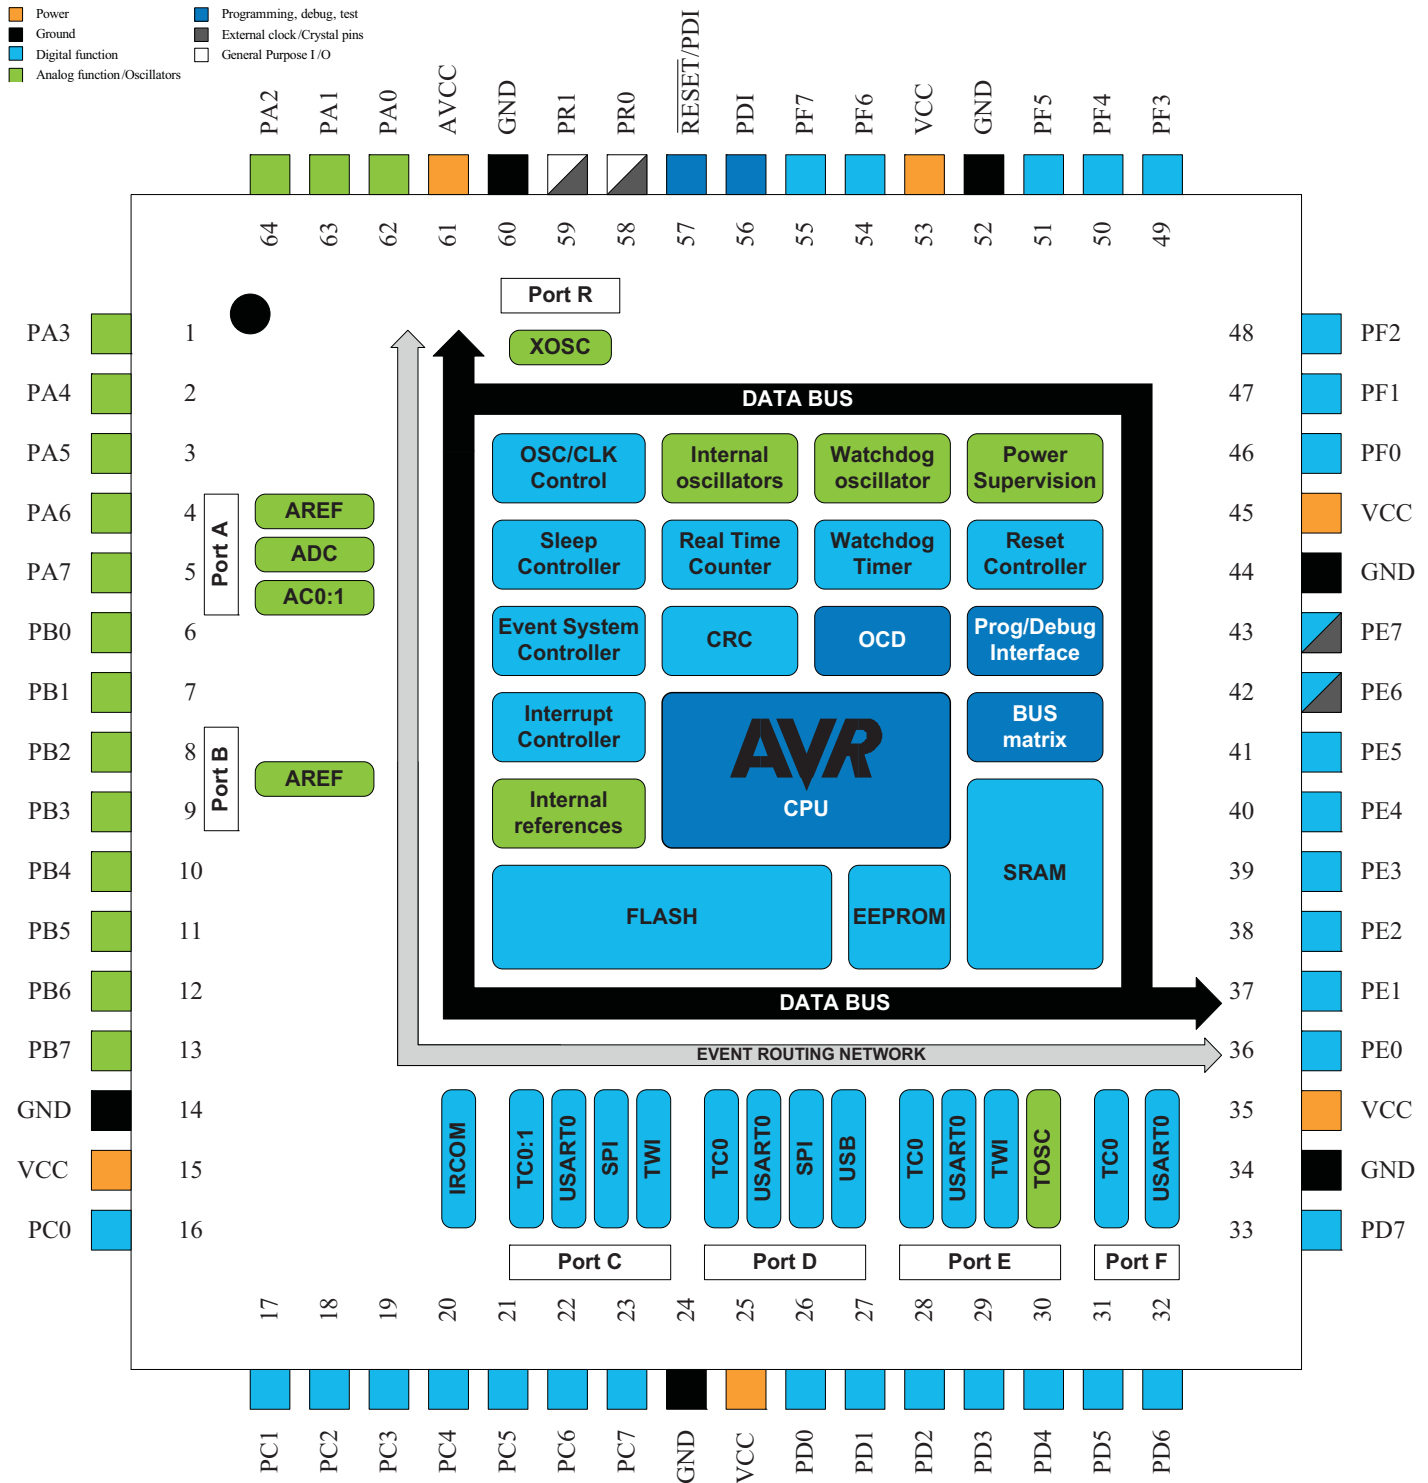 Power
Ground
Digital function
Analog function/Oscillators
Programming, debug, test
External clock/Crystal pins
General Purpose I/O
PA2
PA1
PA0
AVCC
GND
PR1
PR0
RESET/PDI
PDI
PF7
PF6
VCC
GND
PF5
PF4
PF3
64
63
62
61
60
59
58
57
56
55
54
53
52
51
50
49
PA3
PA4
PA5
PA6
PA7
PB0
PB1
PB2
PB3
PB4
PB5
PB6
PB7
GND
VCC
PC0
1
2
3
4
5
6
7
8
9
10
11
12
13
14
15
16
Port A
AREF
ADC
AC0:1
Port B
AREF
Port R
XOSC
DATA BUS
OSC/CLK
Control
Internal
oscillators
Watchdog
oscillator
Power
Supervision
Sleep
Controller
Real Time
Counter
Watchdog
Timer
Reset
Controller
Event System
Controller
CRC
OCD
Prog/Debug
Interface
Interrupt
Controller
AVR
CPU
BUS
matrix
Internal
references
SRAM
FLASH
EEPROM
DATA BUS
EVENT ROUTING NETWORK
IRCOM
TC0:1
USART0
SPI
TWI
TC0
USART0
SPI
USB
TC0
USART0
TWI
TOSC
TC0
USART0
Port C
Port D
Port E
Port F
48
47
46
45
44
43
42
41
40
39
38
37
36
35
34
33
PF2
PF1
PF0
VCC
GND
PE7
PE6
PE5
PE4
PE3
PE2
PE1
PE0
VCC
GND
PD7
17
18
19
20
21
22
23
24
25
26
27
28
29
30
31
32
PC1
PC2
PC3
PC4
PC5
PC6
PC7
GND
VCC
PD0
PD1
PD2
PD3
PD4
PD5
PD6